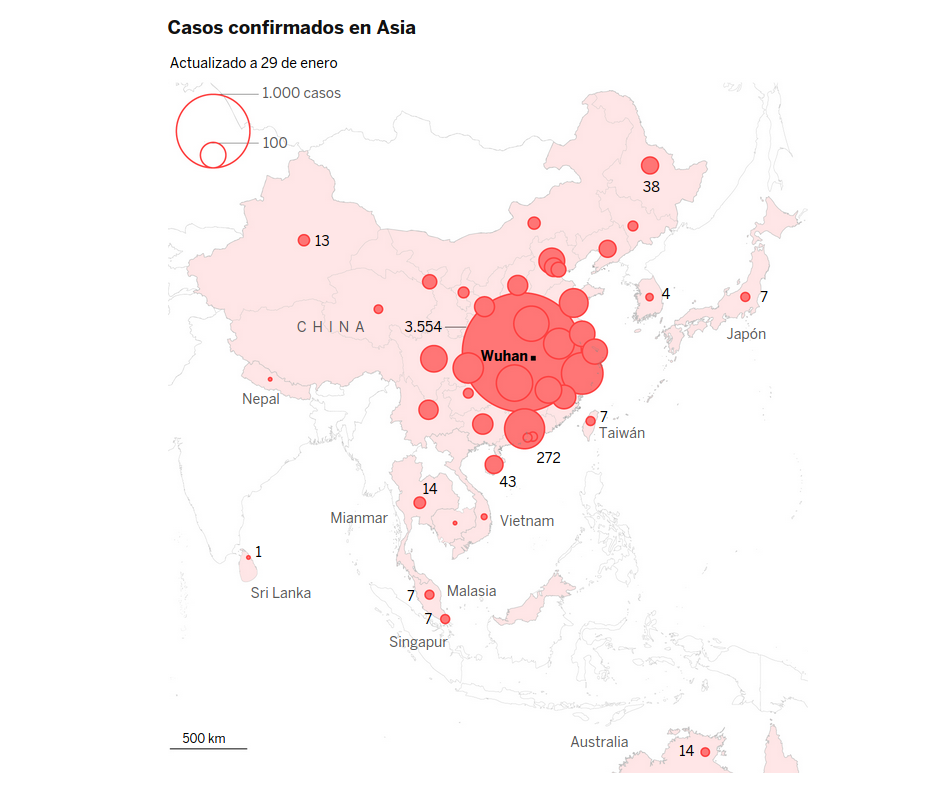 Casos confirmados en Asia
Actualizado a 29 de enero
1.000 casos
100
38
13
4
7
CHINA
3.554
Japón
Wuhan
Nepal
7
Taiwán
272
43
14
Mianmar
Vietnam
1
Sri Lanka
7
Malasia
7
Singapur
500 km
Australia
14